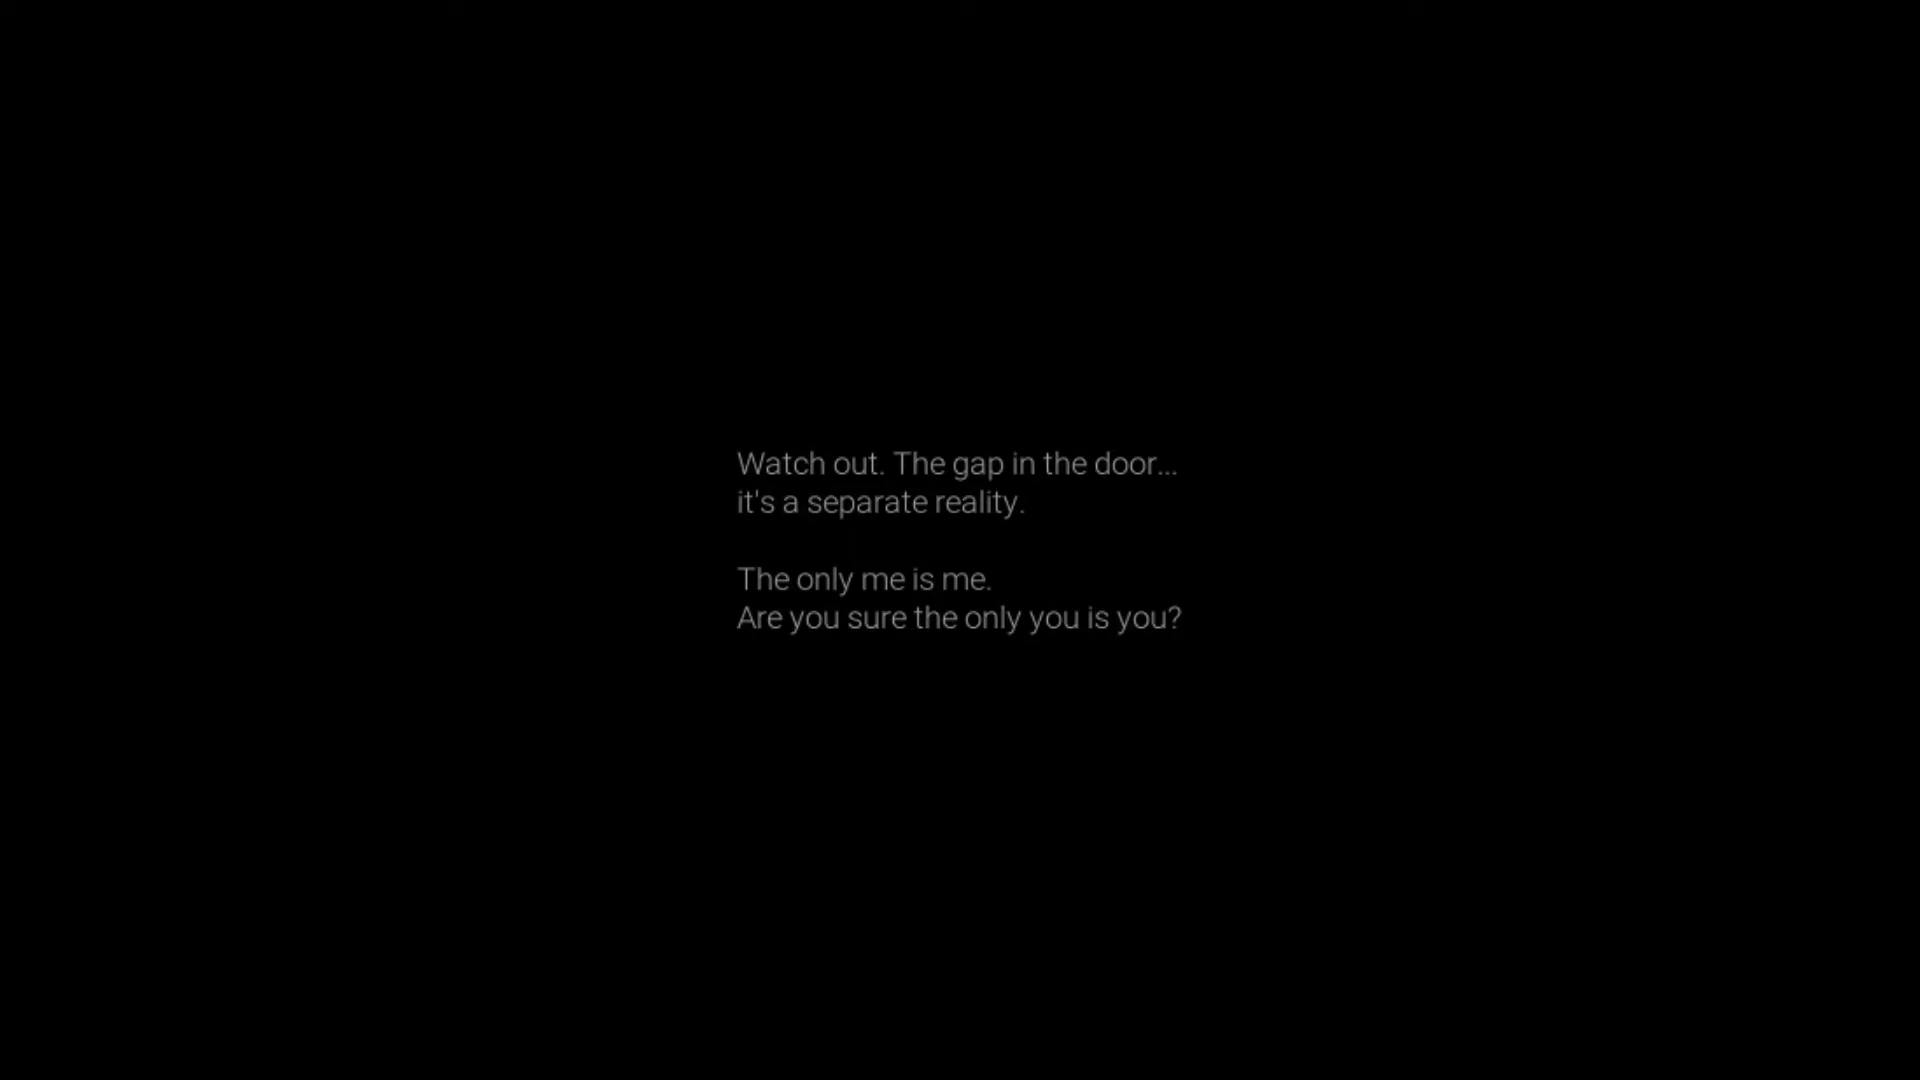 Watch out. The gap in the door...
it's a separate reality.
The only me is me.
Are you sure the only you is you?